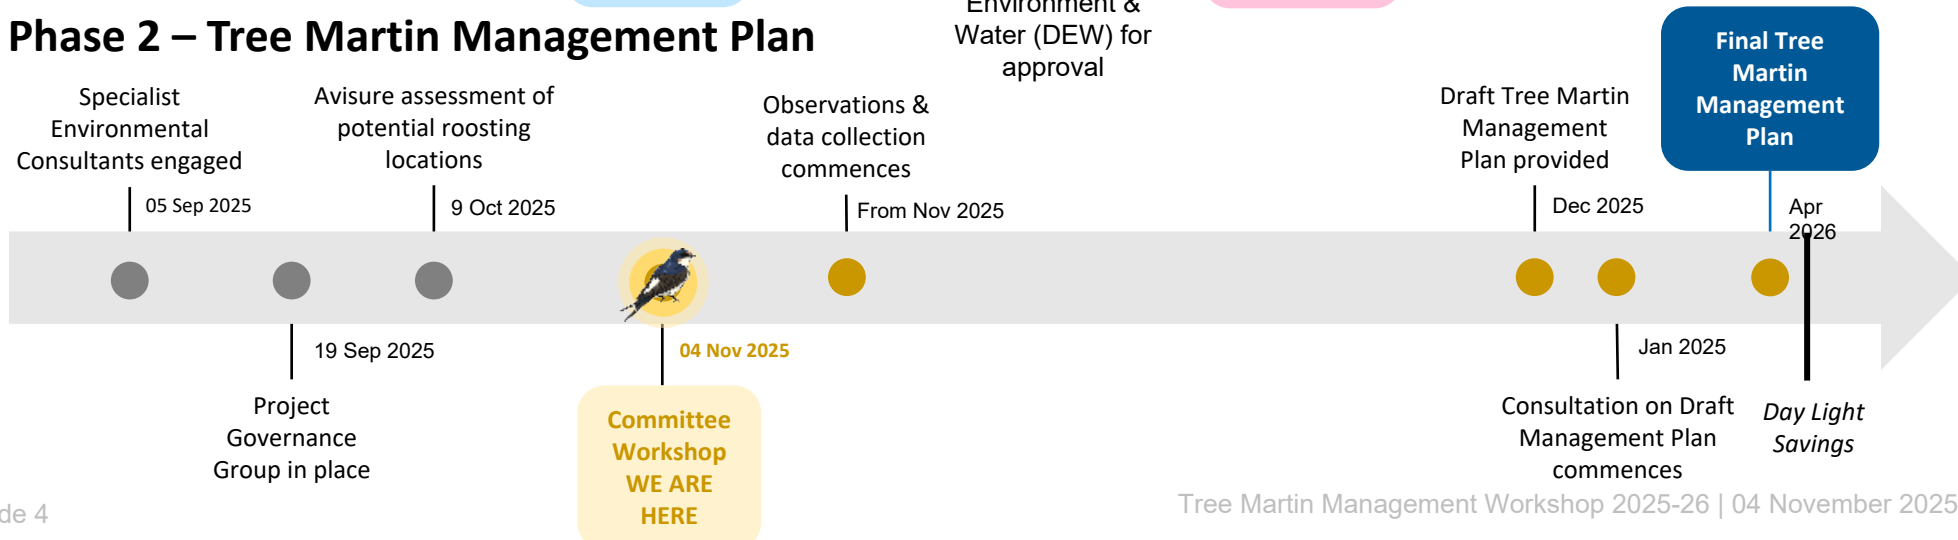 Environment &
Water (DEW) for
approval
Phase 2 – Tree Martin Management Plan
Specialist
Environmental
Consultants engaged
05 Sep 2025
Avisure assessment of
potential roosting
locations
9 Oct 2025
Observations &
data collection
commences
From Nov 2025
Draft Tree Martin
Management
Plan provided
Dec 2025
Final Tree
Martin
Management
Plan
Apr
2026
19 Sep 2025
Project
Governance
Group in place
04 Nov 2025
Committee
Workshop
WE ARE
HERE
Jan 2025
Consultation on Draft
Management Plan
commences
Day Light
Savings
de 4
Tree Martin Management Workshop 2025-26 | 04 November 2025